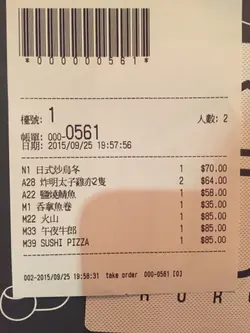 *000000561*
檯號: 1
人數: 2
帳單: 000-0561
日期: 2015/09/25 19:57:56
N1 日式炒烏冬 1 $70.00
A28 炸明太子雞亦2隻 2 $64.00
A22 鹽燒鯖魚 1 $58.00
M1 吞拿魚卷 1 $35.00
M22 火山 1 $85.00
M33 午夜牛郎 1 $85.00
M39 SUSHI PIZZA 1 $85.00
002-2015/09/25 19:58:31 take order 000-0561 [0]